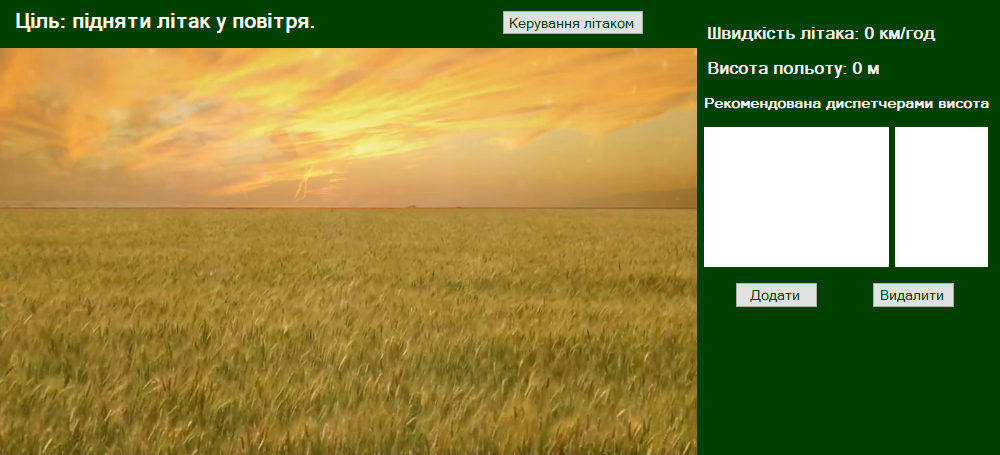 Ціль: підняти літак у повітря.
Керування літаком
Швидкість літака: 0 км/год
Висота польоту: 0 м
Рекомендована диспетчерами висота
Додати
Видалити